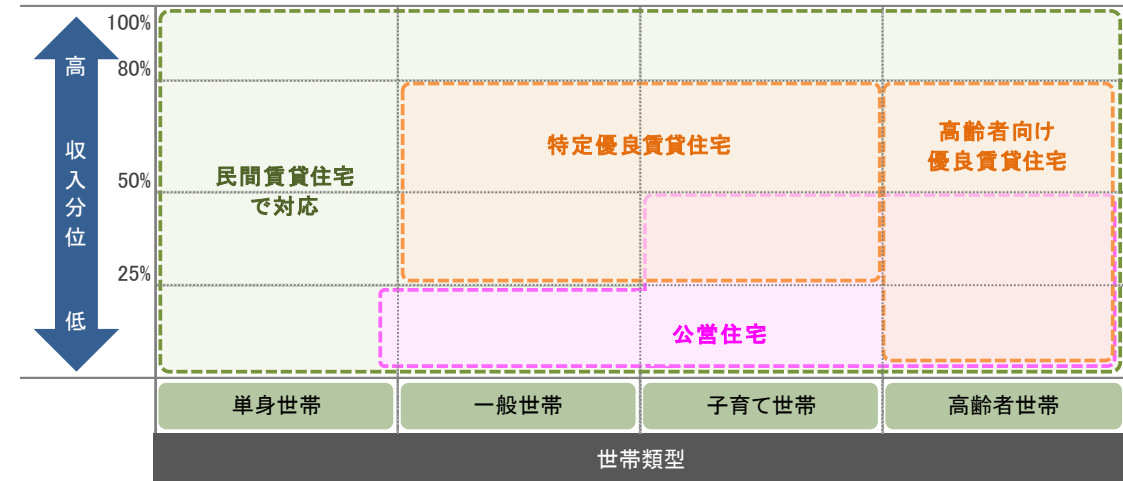 100%
80%
50%
25%
高
収入分位
低
民間賃貸住宅
で対応
特定優良賃貸住宅
高齢者向け
優良賃貸住宅
公営住宅
単身世帯
一般世帯
子育て世帯
高齢者世帯
世帯類型